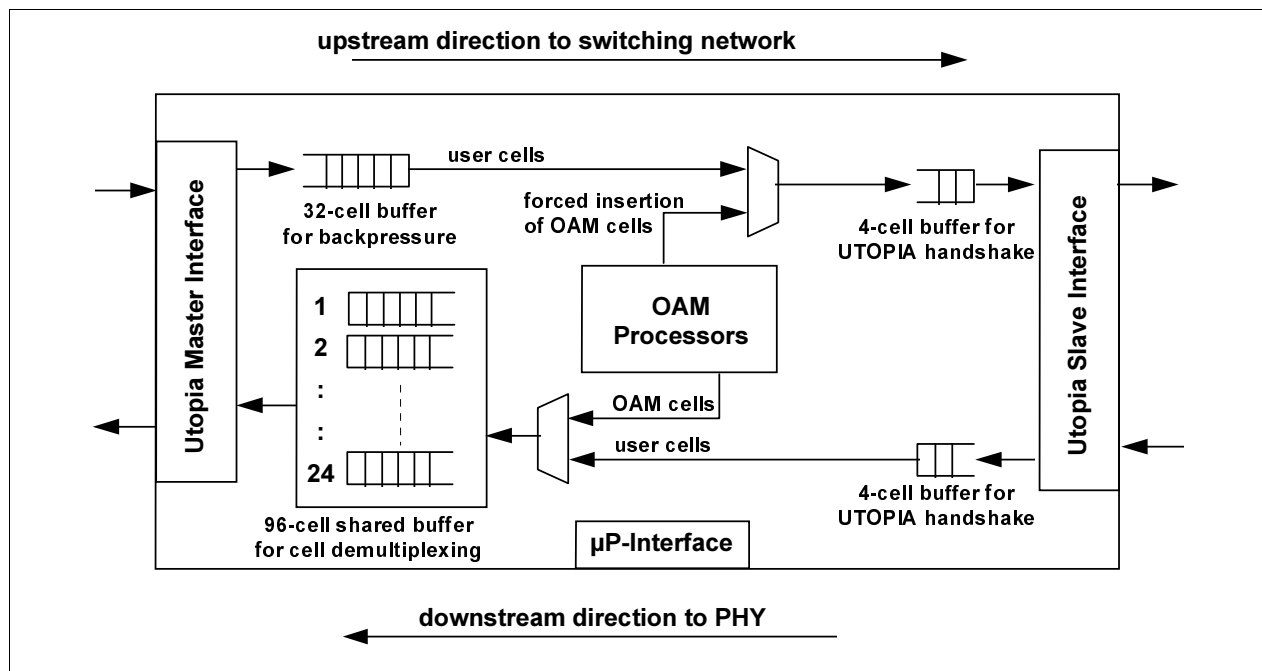 upstream direction to switching network
Utopia Master Interface
user cells
32-cell buffer
for backpressure
forced insertion
of OAM cells
4-cell buffer for
UTOPIA handshake
Utopia Slave Interface
OAM
Processors
1
2
:
:
24
OAM cells
user cells
96-cell shared buffer
for cell demultiplexing
4-cell buffer for
UTOPIA handshake
µP-Interface
downstream direction to PHY